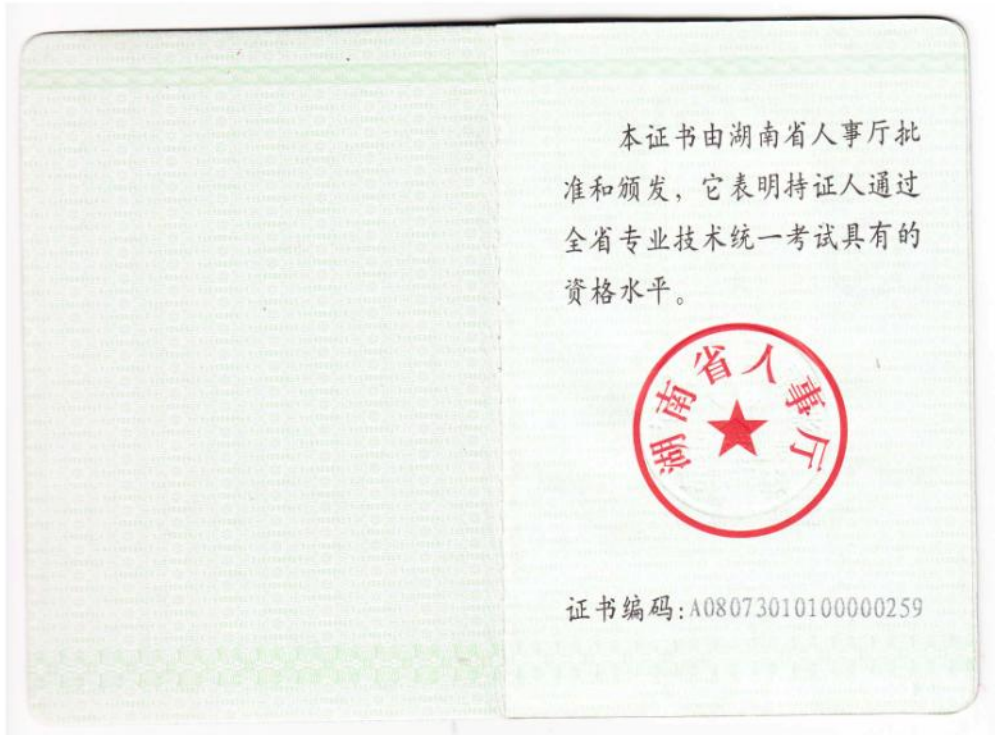 本证书由湖南省人事厅批
准和颁发，它表明持证人通过
全省专业技术统一考试具有的
资格水平。
湖南省人事厅
证书编码:A08073010100000259